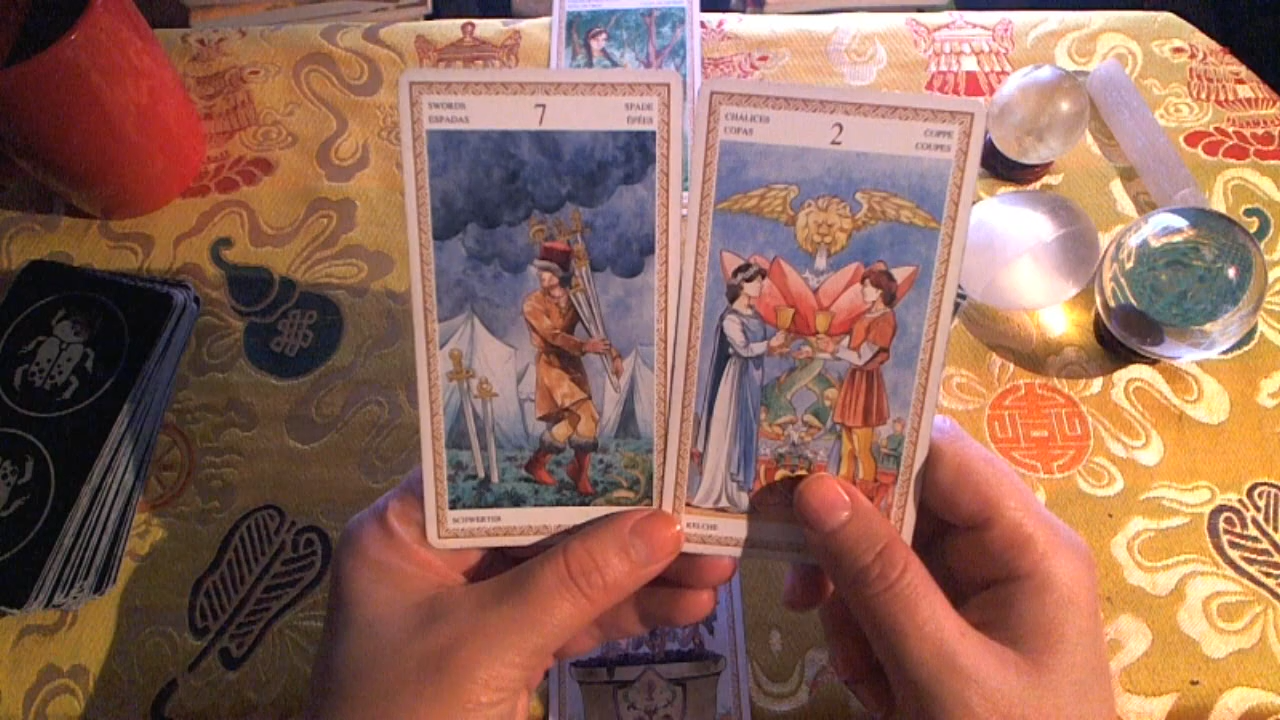 SWORDS
ESPADAS
7
SPADE
ÉPÉES
SCHWERTER
CHALICES
COPAS
2
COPPE
COUPES
KELCHE